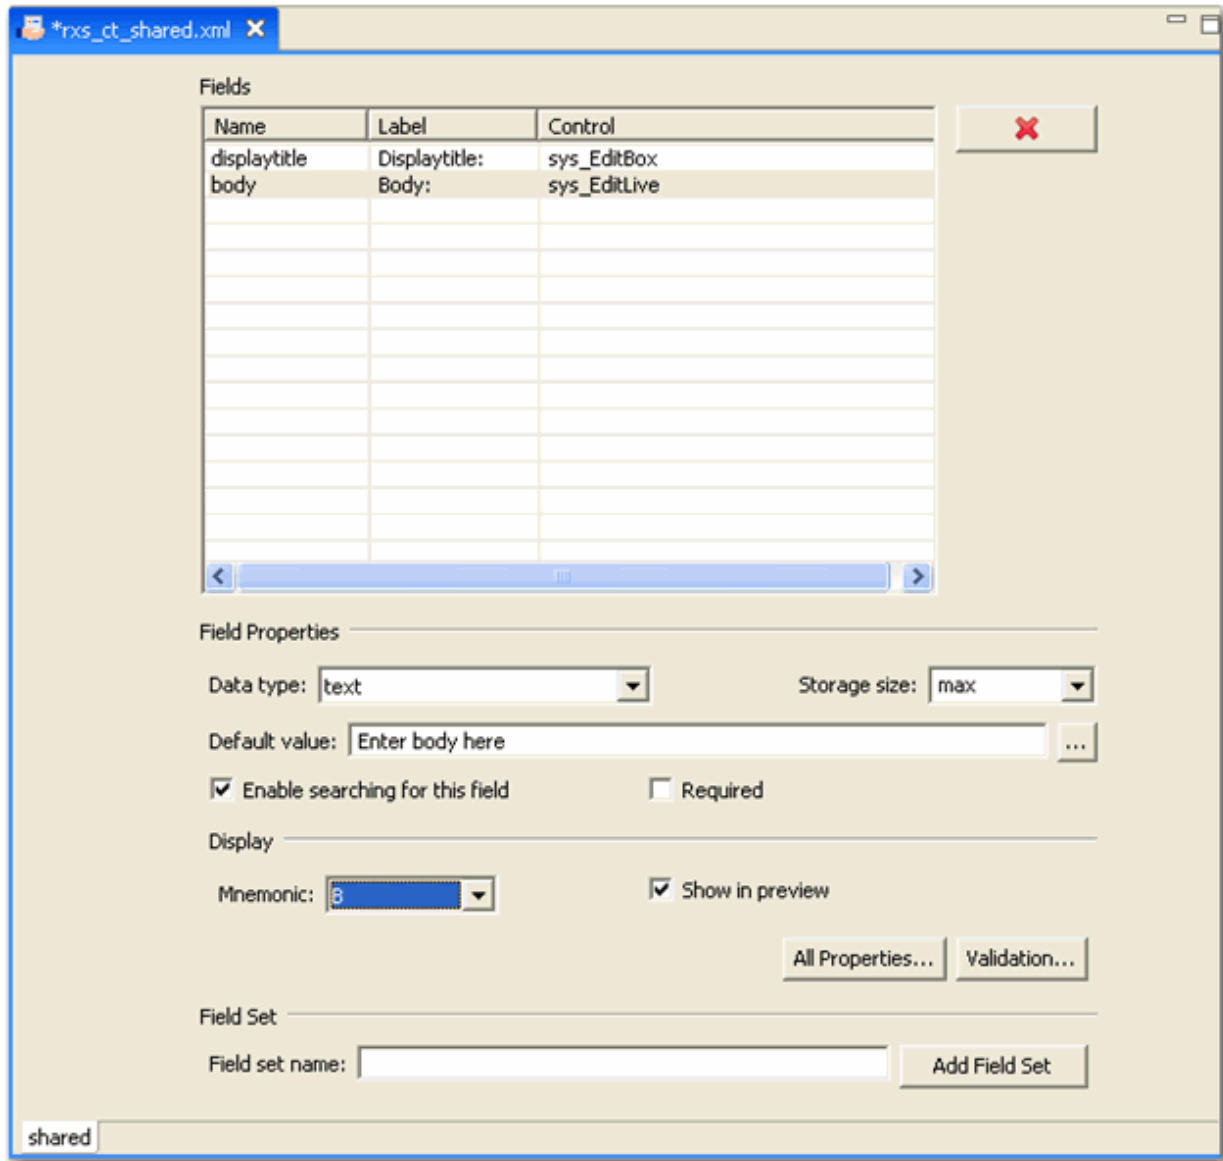 *rxs_ct_shared.xml
Fields
Name Label Control
displaytitle Displaytitle: sys_EditBox
body Body: sys_EditLive
Field Properties
Data type: text Storage size: max
Default value: Enter body here ...
Enable searching for this field Required
Display
Mnemonic: B Show in preview
All Properties... Validation...
Field Set
Field set name: Add Field Set
shared